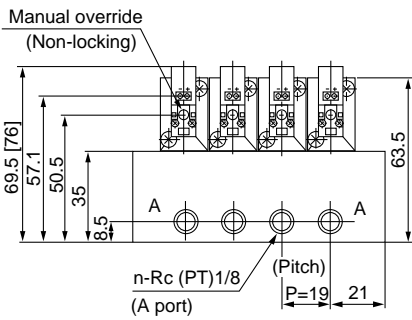 Manual override
(Non-locking)
69.5 [76]
57.1
50.5
35
8.5
63.5
A
A
n-Rc (PT)1/8
(A port)
(Pitch)
P=19
21